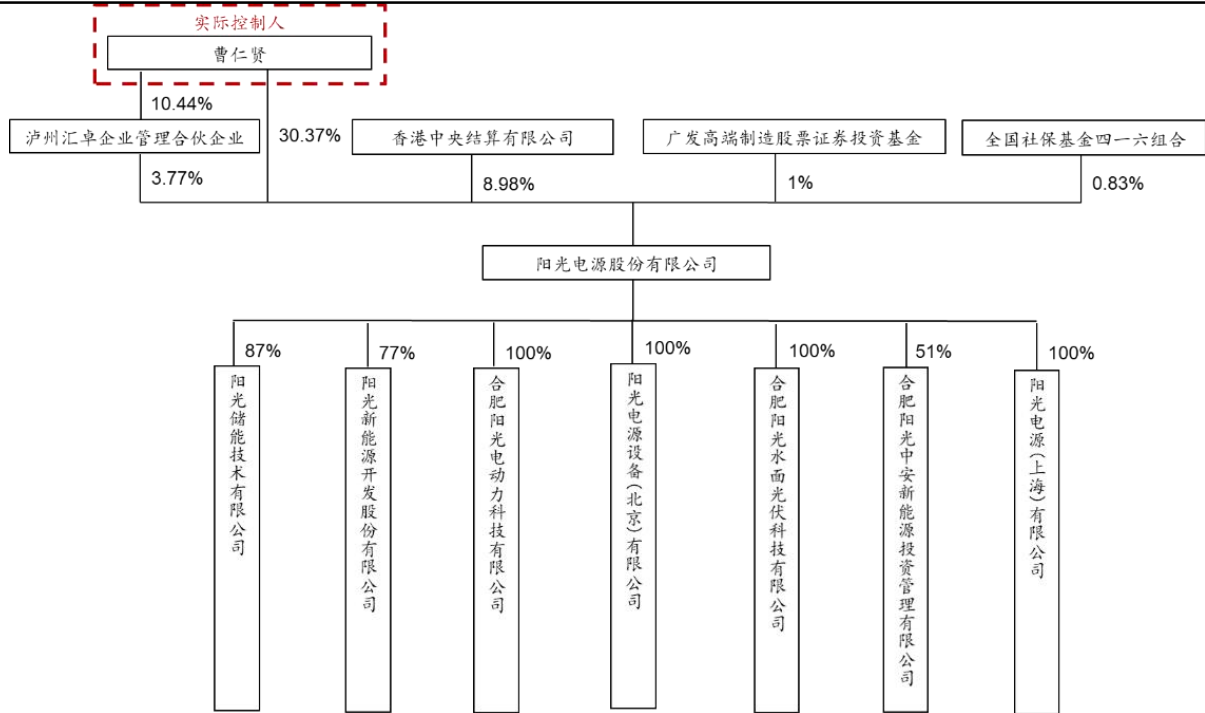 实际控制人
曹仁贤
10.44%
30.37%
泸州汇卓企业管理合伙企业
香港中央结算有限公司
广发高端制造股票证券投资基金
全国社保基金四一六组合
3.77%
8.98%
1%
0.83%
阳光电源股份有限公司
87%
77%
100%
100%
100%
51%
100%
阳光储能技术有限公司
阳光新能源开发股份有限公司
合肥阳光电动力科技有限公司
阳光电源设备(北京)有限公司
合肥阳光水面光伏科技有限公司
合肥阳光中安新能源投资管理有限公司
阳光电源(上海)有限公司